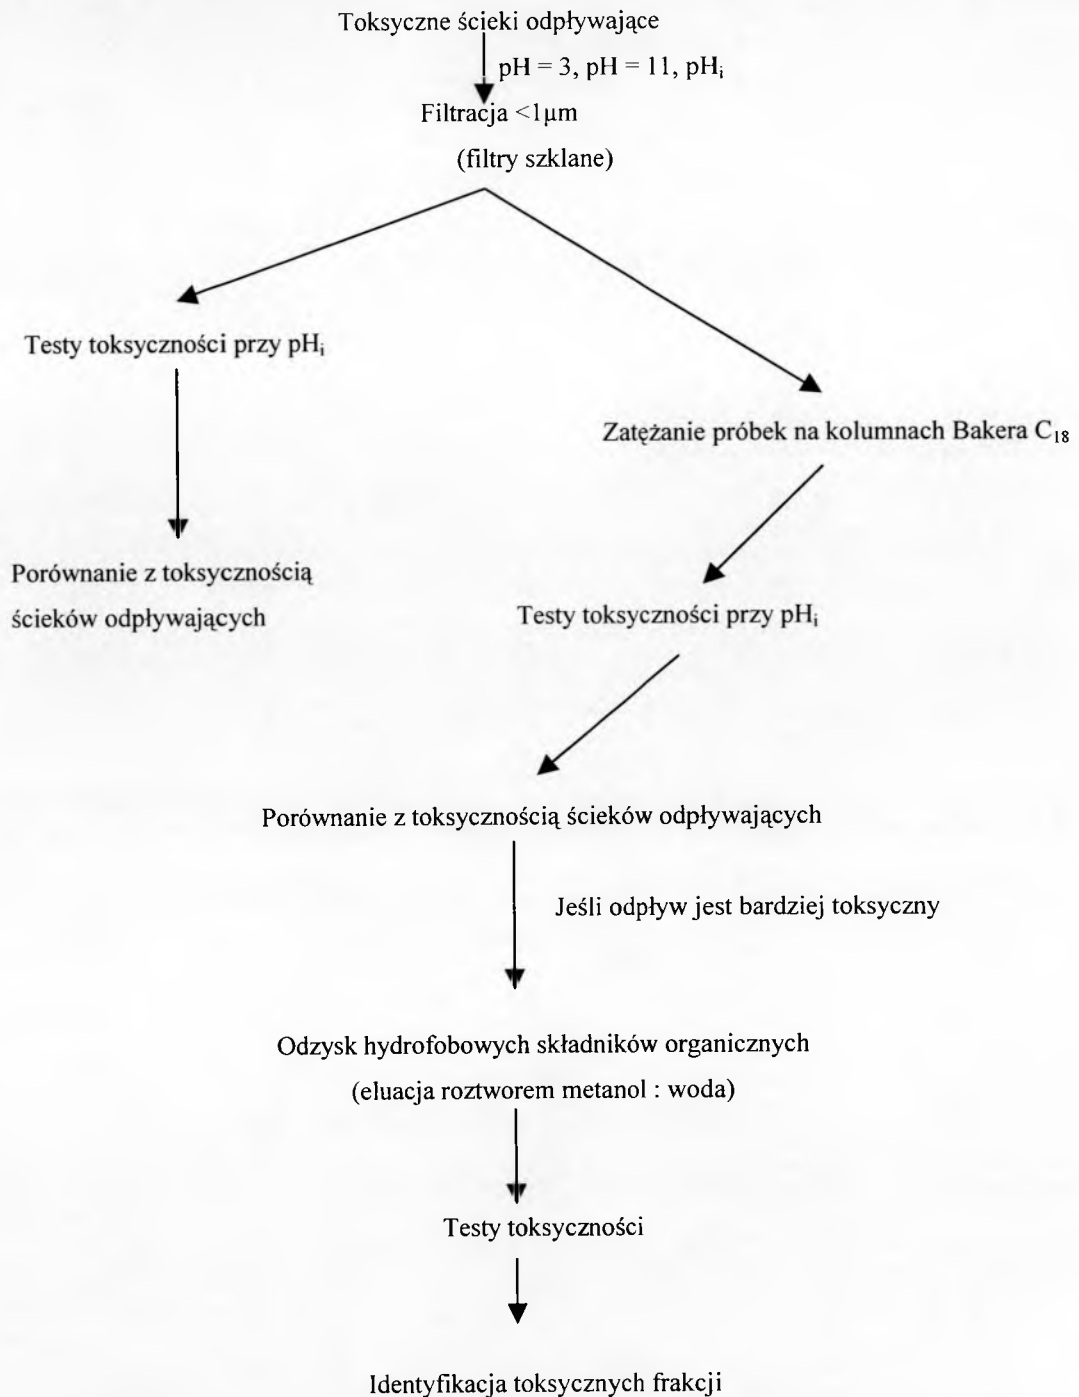 Toksyczne ścieki odpływające
pH = 3, pH = 11, pHᵢ
Filtracja <1µm
(filtry szklane)
Testy toksyczności przy pHᵢ
Zatężanie próbek na kolumnach Bakera C₁₈
Porównanie z toksycznością
ścieków odpływających
Testy toksyczności przy pHᵢ
Porównanie z toksycznością ścieków odpływających
Jeśli odpływ jest bardziej toksyczny
Odzysk hydrofobowych składników organicznych
(eluacja roztworem metanol : woda)
Testy toksyczności
Identyfikacja toksycznych frakcji